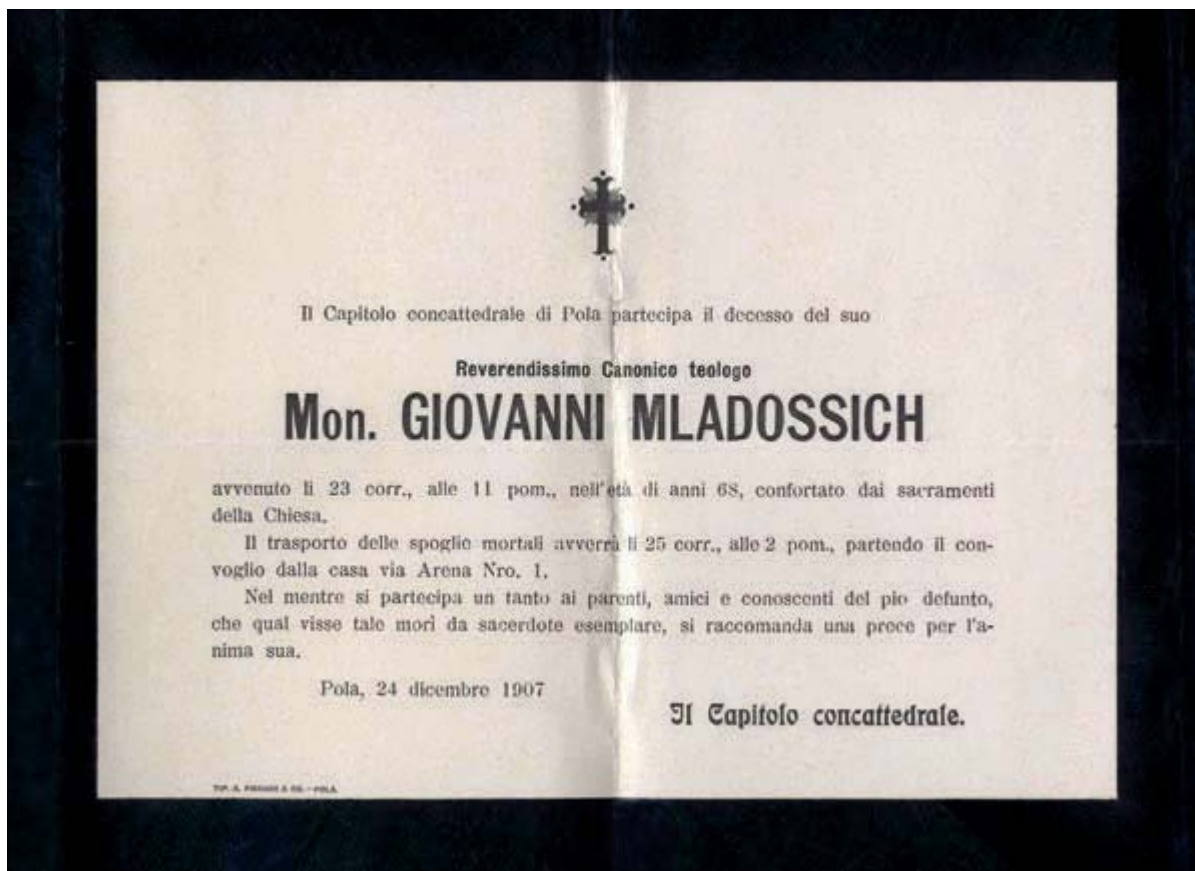 Il Capitolo concattedrale di Pola partecipa il decesso del suo
Reverendissimo Canonico teologo
Mon. GIOVANNI MLADOSSICH
avvenuto li 23 corr., alle 11 pom., nell'età di anni 68, confortato dai sacramenti
della Chiesa.
Il trasporto delle spoglie mortali avverrà li 25 corr., alle 2 pom., partendo il con-
voglio dalla casa via Arena Nro. 1.
Nel mentre si partecipa un tanto ai parenti, amici e conoscenti del pio defunto,
che qual visse tale morì da sacerdote esemplare, si raccomanda una prece per l'a-
nima sua.
Pola, 24 dicembre 1907
Il Capitolo concattedrale.
TIP. & CO. - POLA